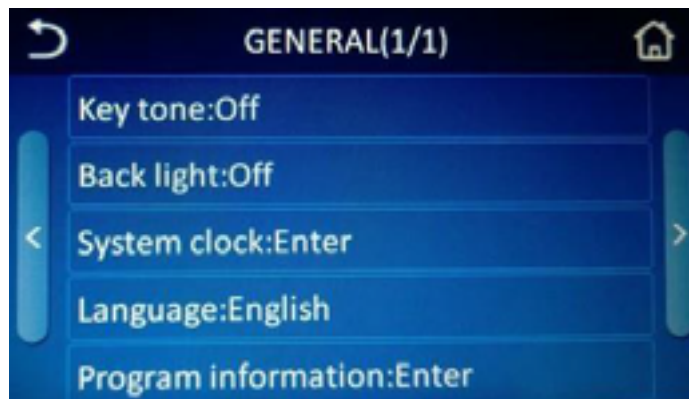 GENERAL(1/1)
Key tone:Off
Back light:Off
System clock:Enter
Language:English
Program information:Enter